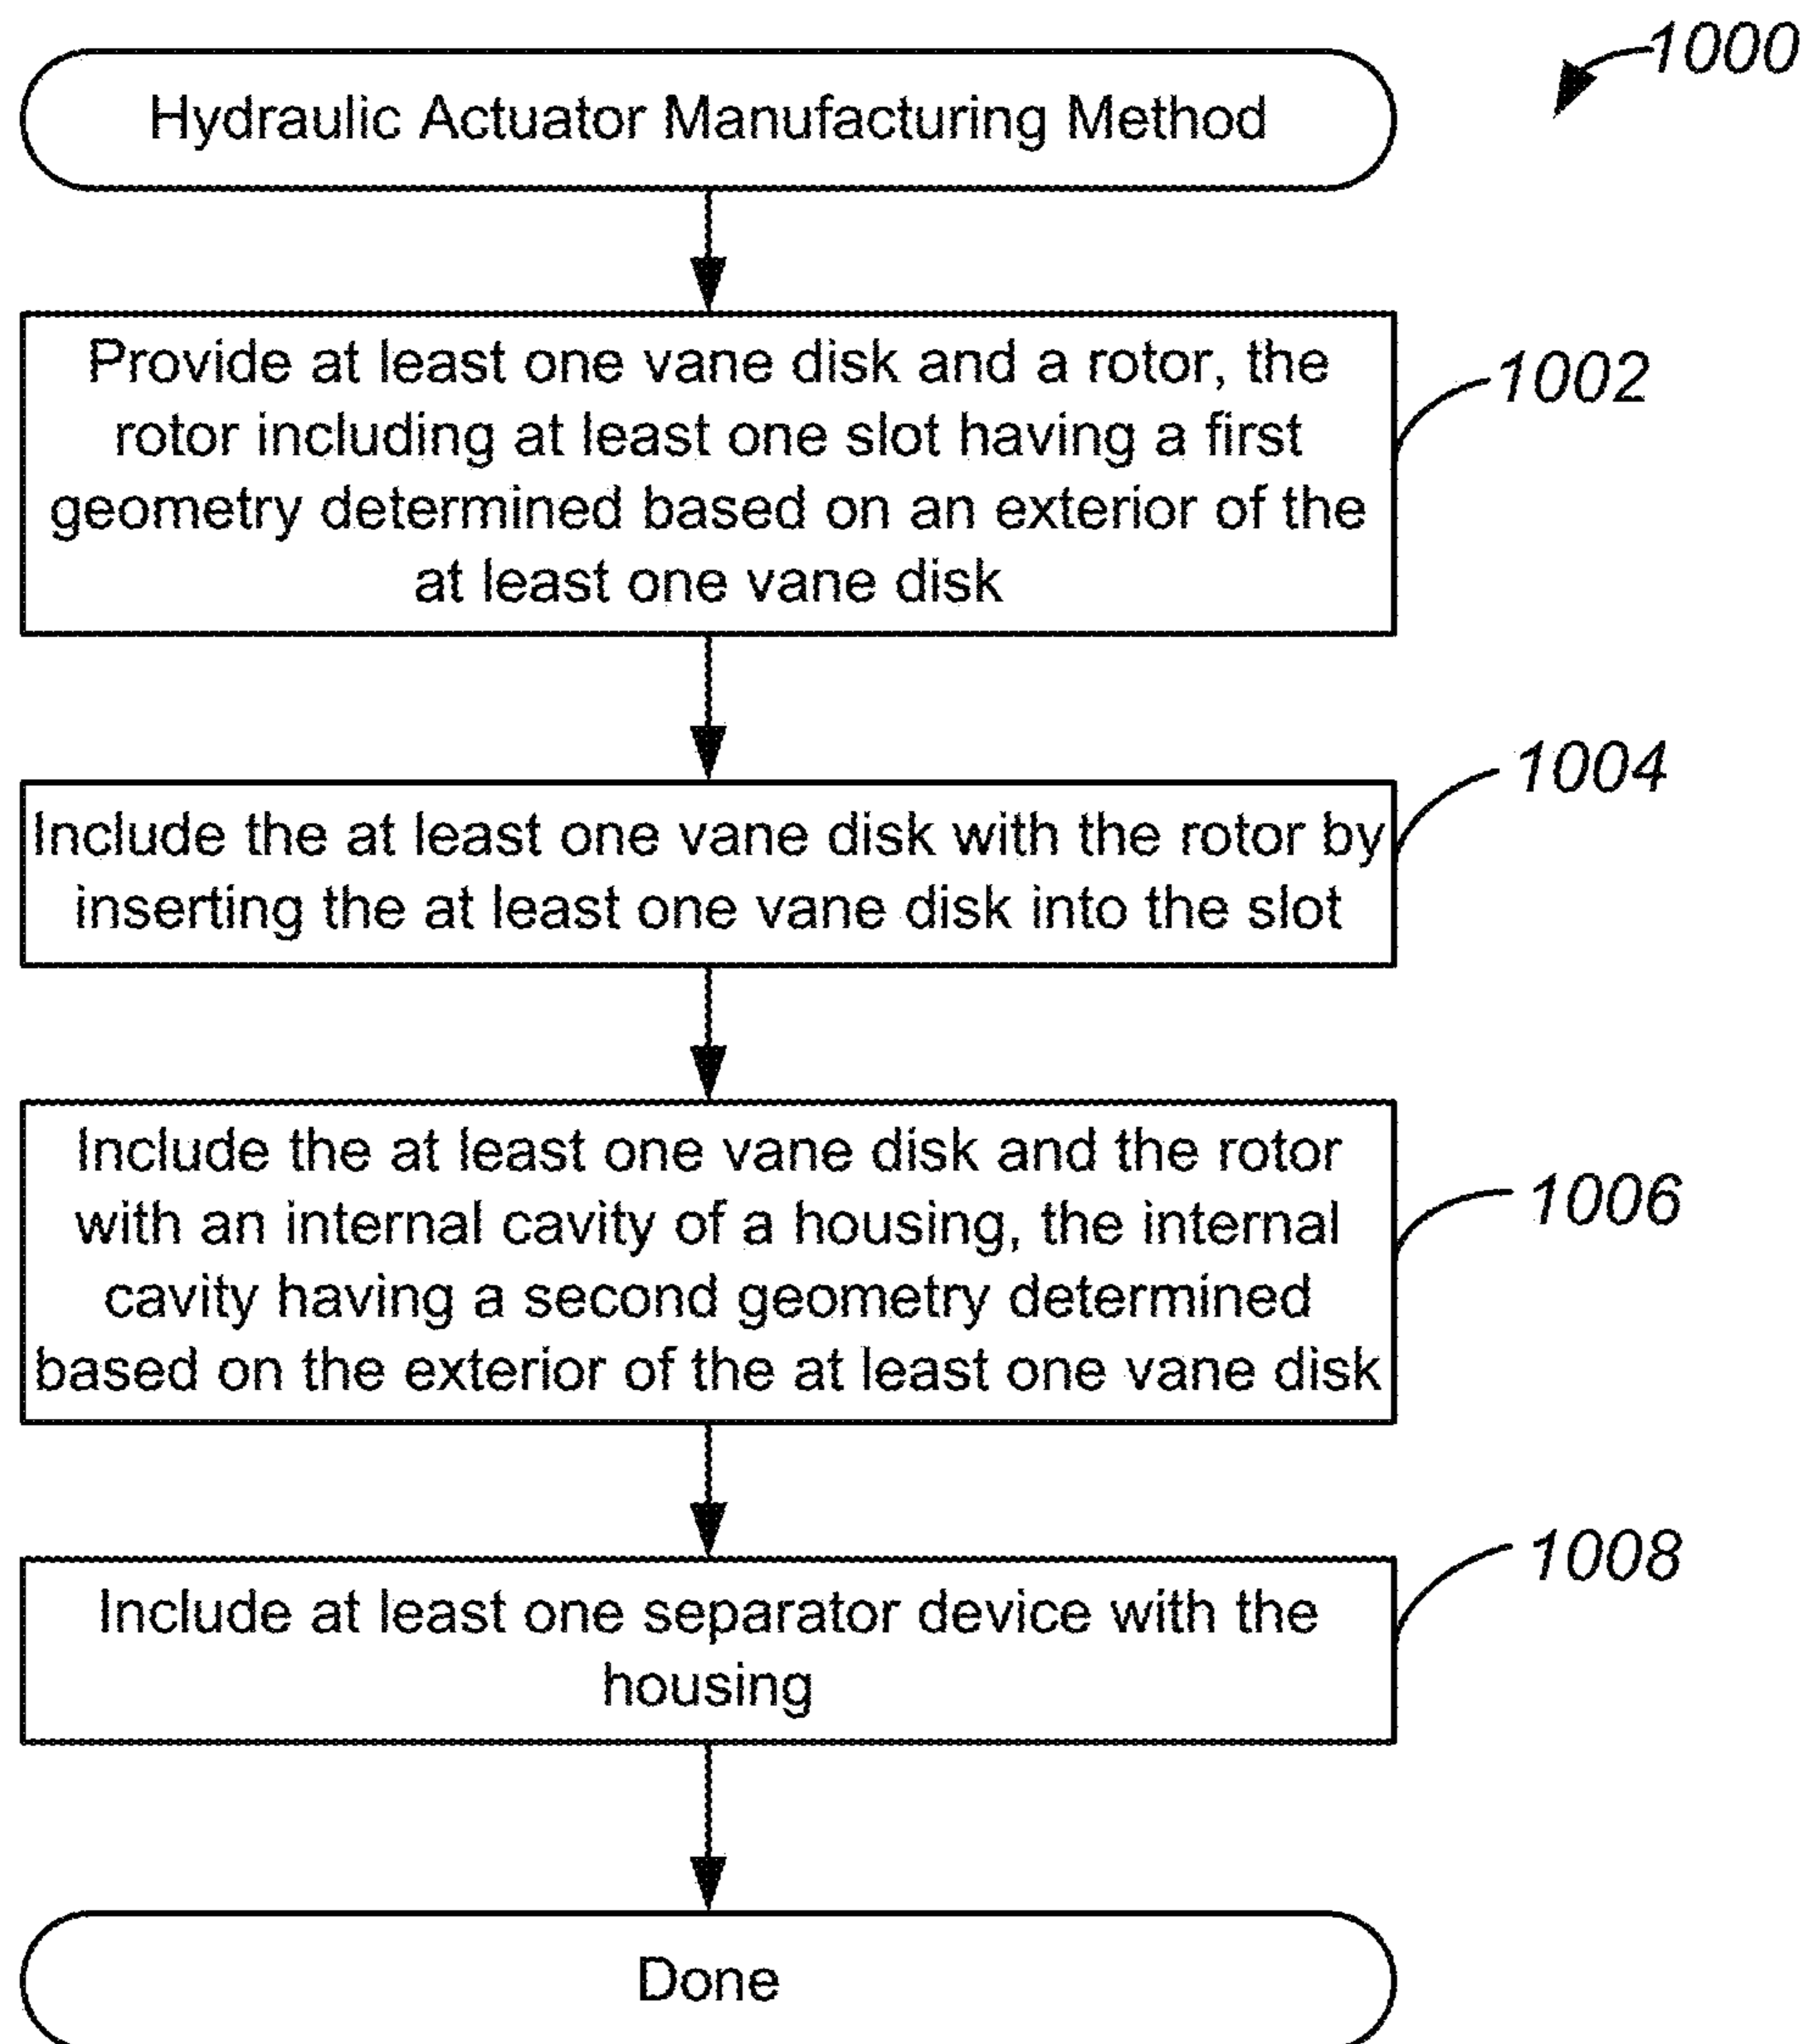 1000
Hydraulic Actuator Manufacturing Method
Provide at least one vane disk and a rotor, the
rotor including at least one slot having a first
geometry determined based on an exterior of the
at least one vane disk
1002
Include the at least one vane disk with the rotor by
inserting the at least one vane disk into the slot
1004
Include the at least one vane disk and the rotor
with an internal cavity of a housing, the internal
cavity having a second geometry determined
based on the exterior of the at least one vane disk
1006
Include at least one separator device with the
housing
1008
Done